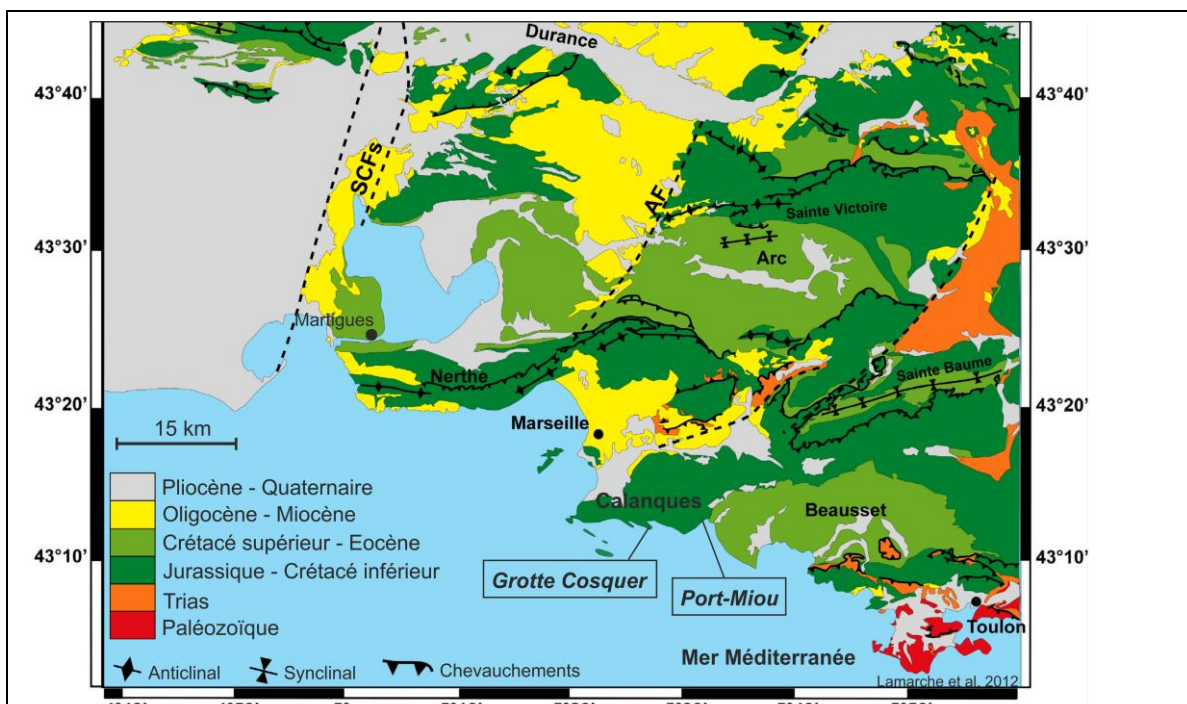 Durance
43°40'
43°40'
SCFs
AF
Sainte Victoire
43°30'
43°30'
Arc
Martigues
Nerthe
Sainte Baume
43°20'
43°20'
15 km
Marseille
Pliocène - Quaternaire
Oligocène - Miocène
Crétacé supérieur - Eocène
Jurassique - Crétacé inférieur
Trias
Paléozoïque
Calanques
Beausset
43°10'
43°10'
Grotte Cosquer
Port-Miou
Toulon
Mer Méditerranée
Anticlinal
Synclinal
Chevauchements
Lamarche et al. 2012